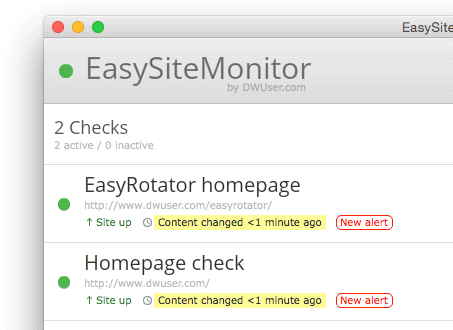 EasySite
EasySiteMonitor
by DWUser.com
2 Checks
2 active / 0 inactive
EasyRotator homepage
http://www.dwuser.com/easyrotator/
↑ Site up Content changed <1 minute ago New alert
Homepage check
http://www.dwuser.com/
↑ Site up Content changed <1 minute ago New alert